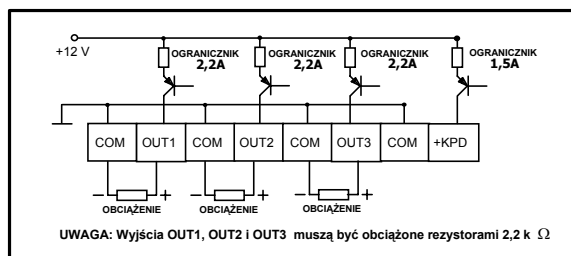 +12 V
OGRANICZNIK
2,2A
OGRANICZNIK
2,2A
OGRANICZNIK
2,2A
OGRANICZNIK
1,5A
COM OUT1 COM OUT2 COM OUT3 COM +KPD
− + − + − +
OBCIĄŻENIE OBCIĄŻENIE OBCIĄŻENIE
UWAGA: Wyjścia OUT1, OUT2 i OUT3 muszą być obciążone rezystorami 2,2 k Ω